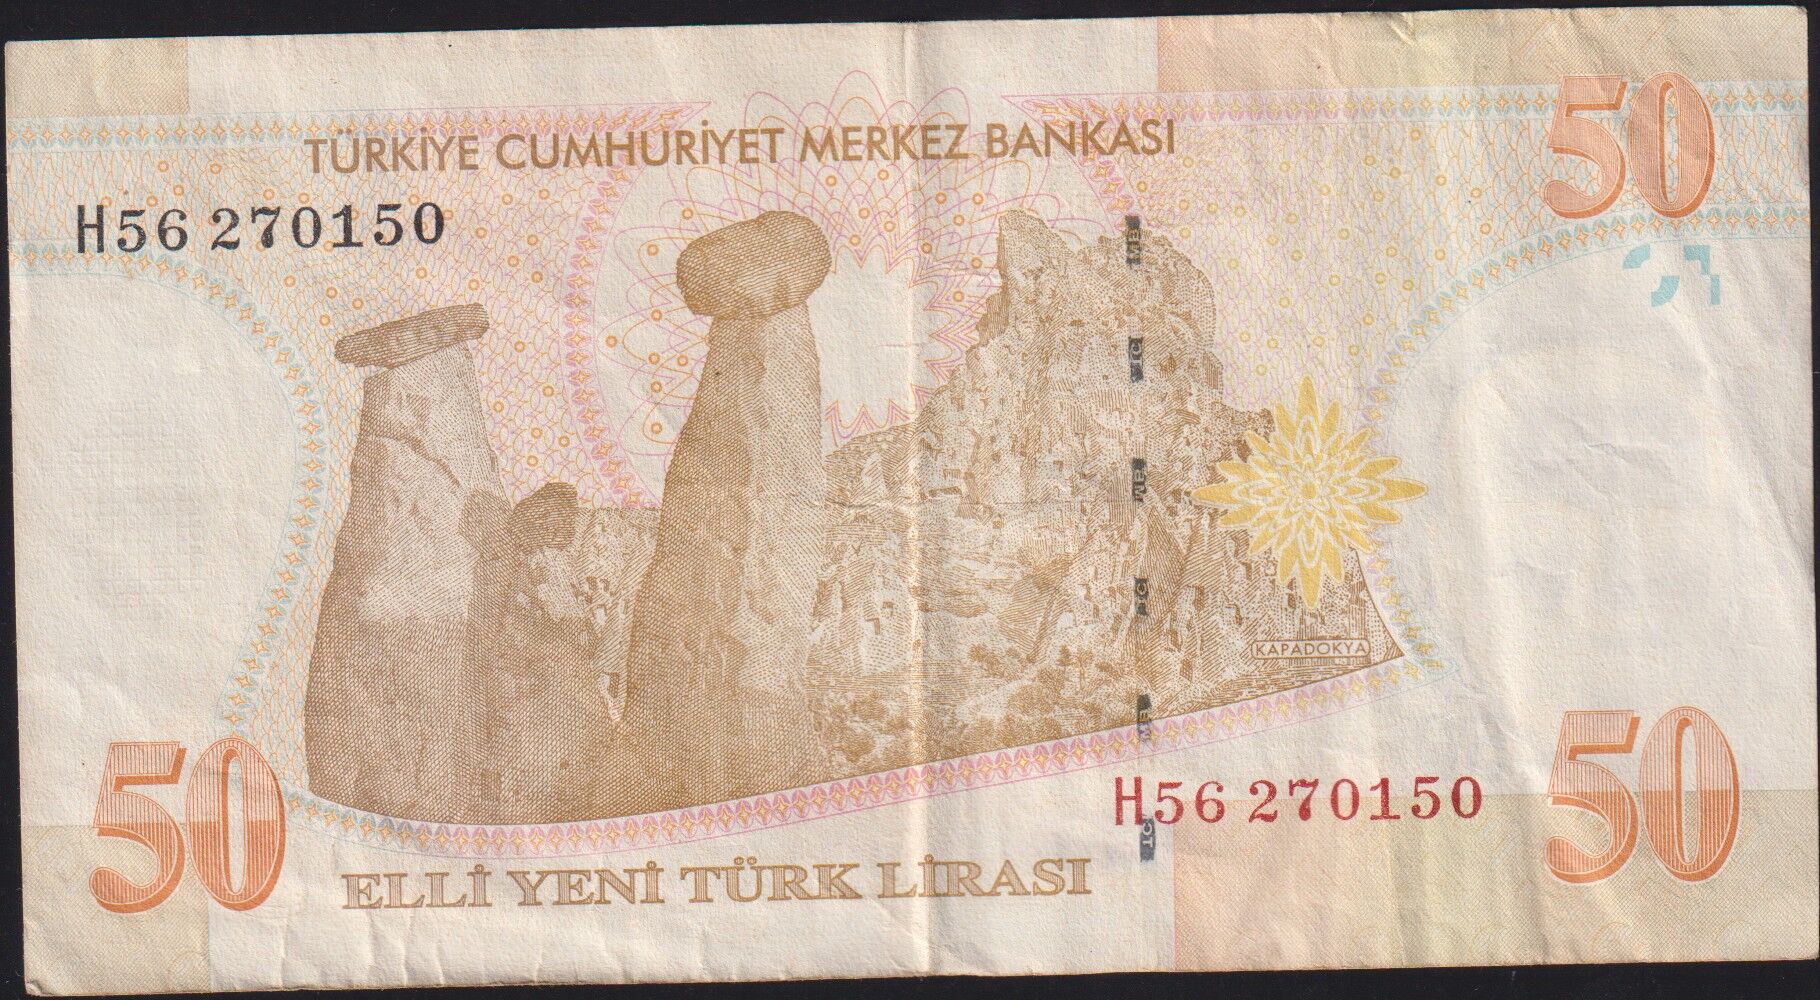 TÜRKİYE CUMHURİYET MERKEZ BANKASI
50
H56 270150
KAPADOKYA
H56 270150
50
50
ELLİ YENİ TÜRK LİRASI